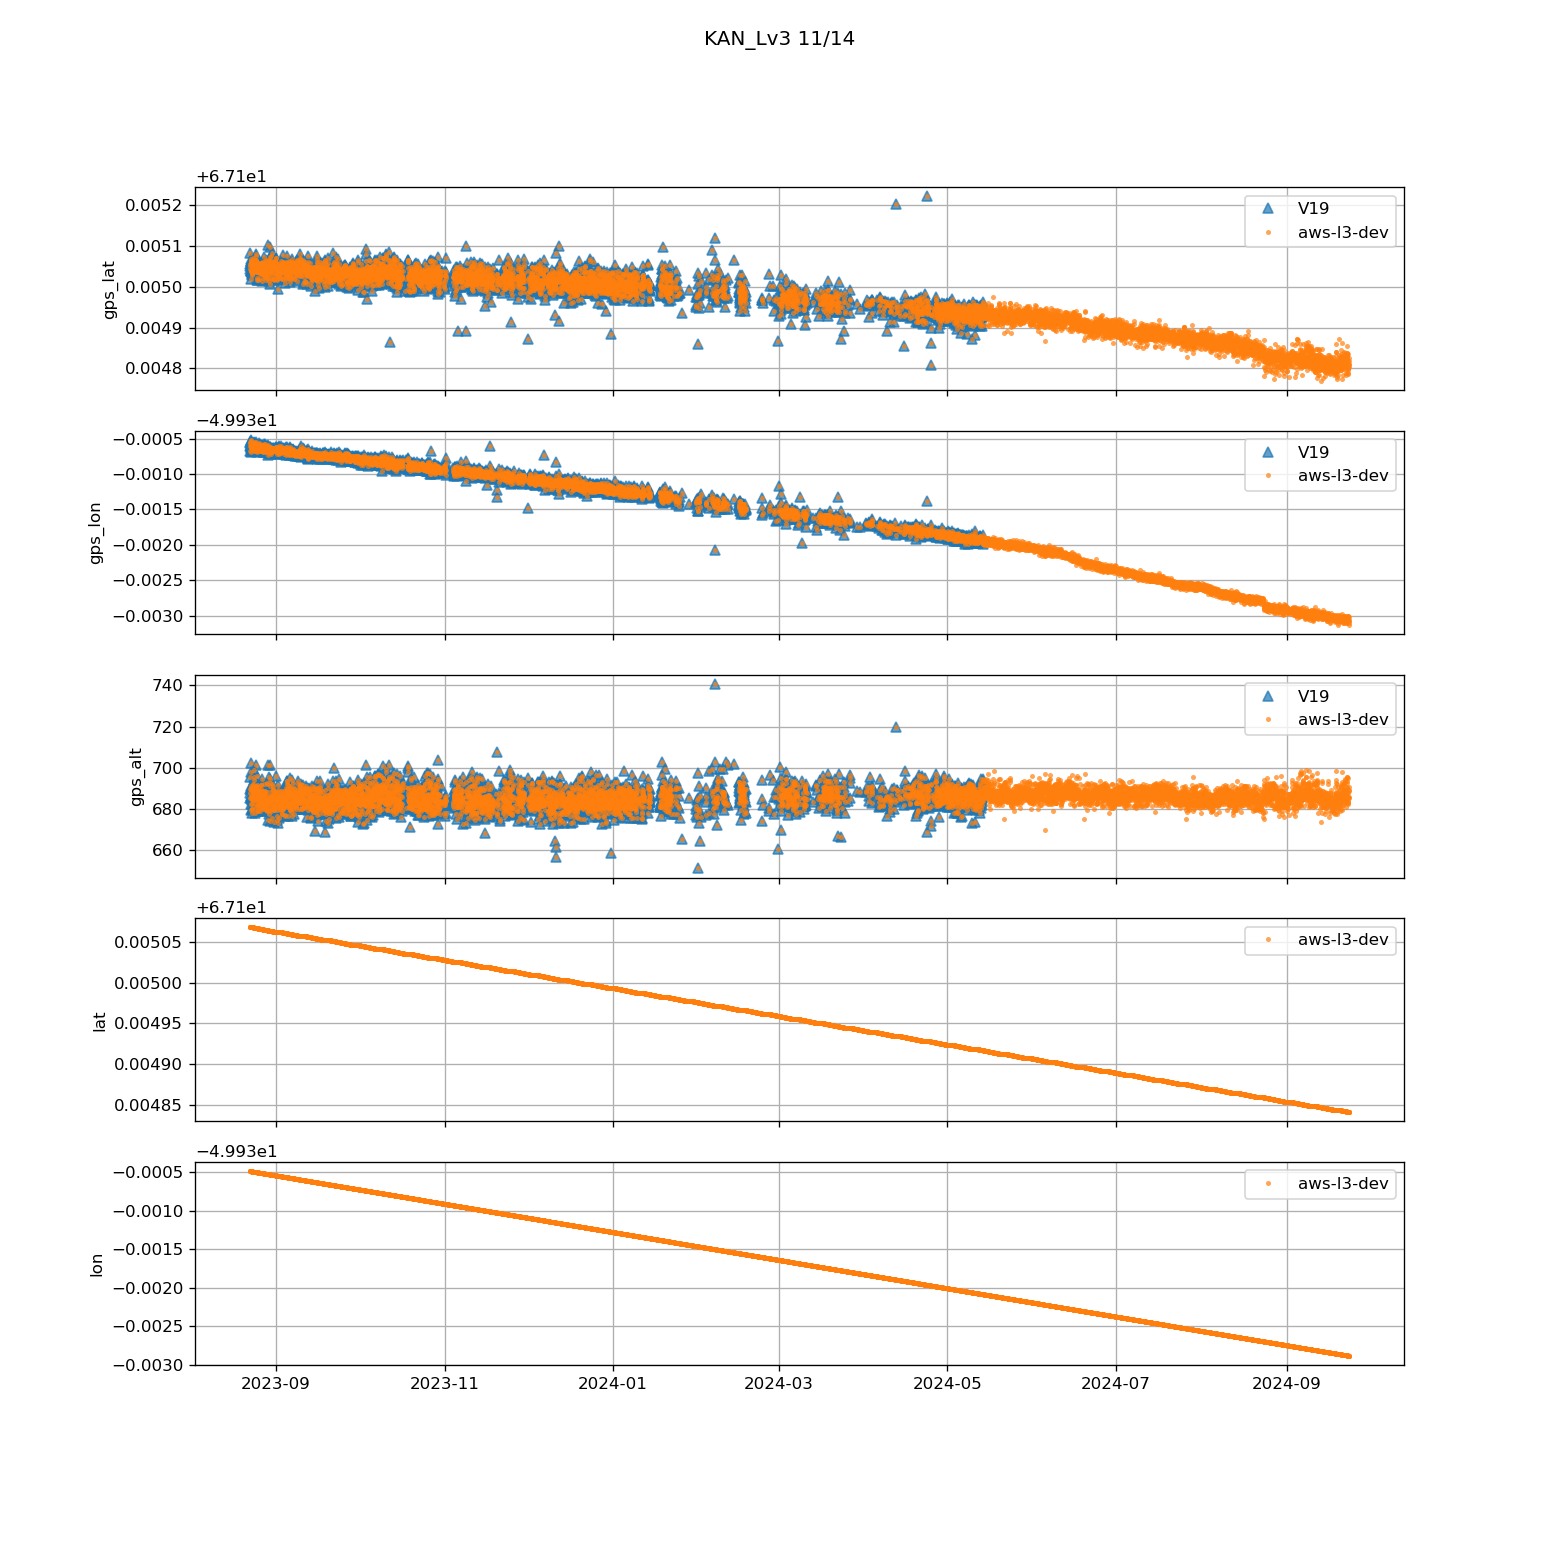 KAN_Lv3 11/14
+6.71e1
0.0052
0.0051
0.0050
0.0049
0.0048
gps_lat
V19
aws-l3-dev
−4.993e1
−0.0005
−0.0010
−0.0015
−0.0020
−0.0025
−0.0030
gps_lon
V19
aws-l3-dev
740
720
700
680
660
gps_alt
V19
aws-l3-dev
+6.71e1
0.00505
0.00500
0.00495
0.00490
0.00485
lat
aws-l3-dev
−4.993e1
−0.0005
−0.0010
−0.0015
−0.0020
−0.0025
−0.0030
lon
aws-l3-dev
2023-09
2023-11
2024-01
2024-03
2024-05
2024-07
2024-09